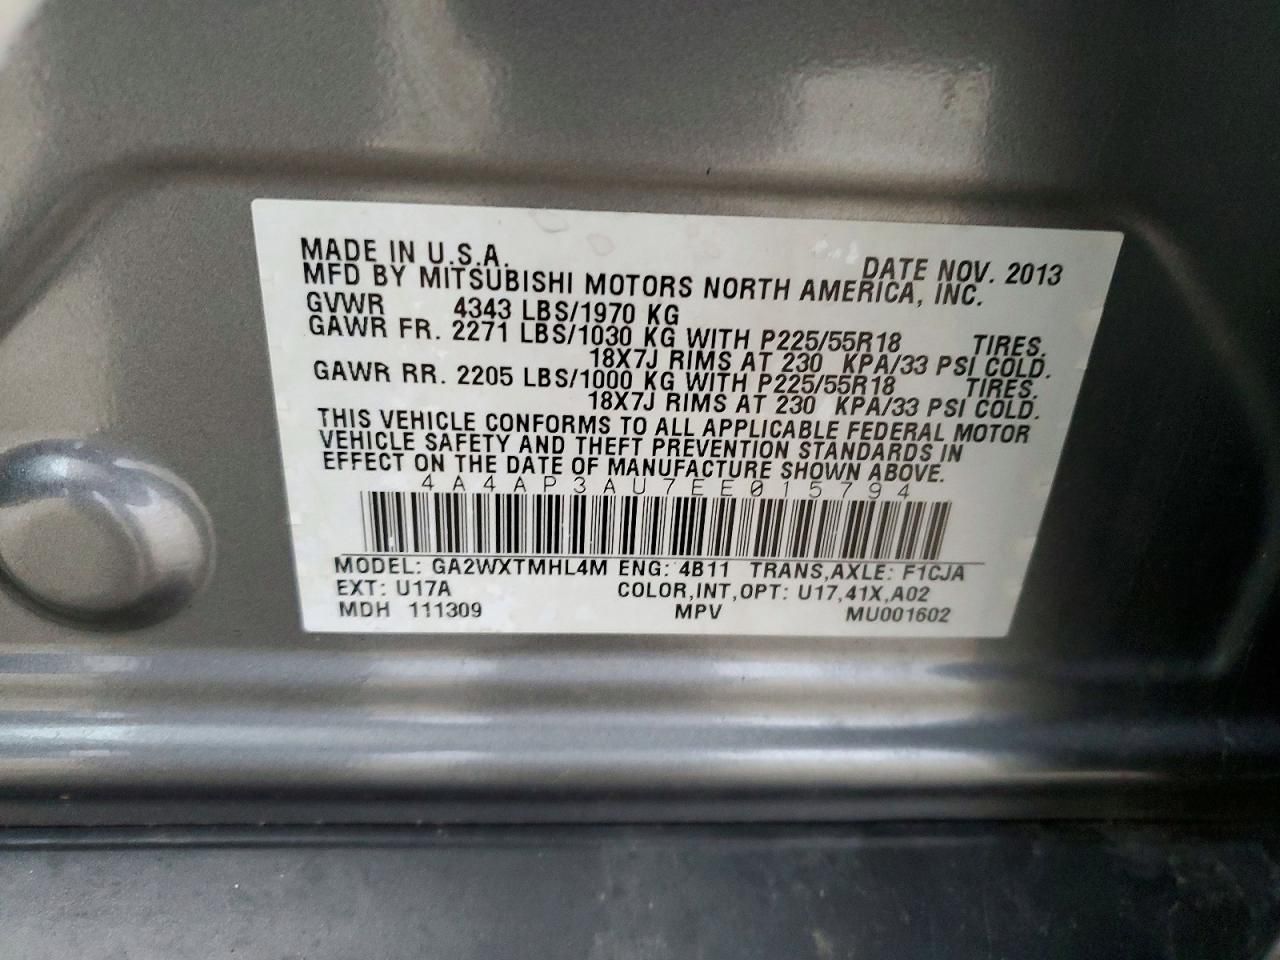 MADE IN U.S.A. DATE NOV. 2013
MFD BY MITSUBISHI MOTORS NORTH AMERICA, INC.
GVWR 4343 LBS/1970 KG
GAWR FR. 2271 LBS/1030 KG WITH P225/55R18 TIRES,
18X7J RIMS AT 230 KPA/33 PSI COLD.
GAWR RR. 2205 LBS/1000 KG WITH P225/55R18 TIRES,
18X7J RIMS AT 230 KPA/33 PSI COLD.
THIS VEHICLE CONFORMS TO ALL APPLICABLE FEDERAL MOTOR
VEHICLE SAFETY AND THEFT PREVENTION STANDARDS IN
EFFECT ON THE DATE OF MANUFACTURE SHOWN ABOVE.
4A4AP3AU7EE015794
MODEL: GA2WXTMHL4M ENG: 4B11 TRANS,AXLE: F1CJA
EXT: U17A COLOR,INT,OPT: U17,41X,A02
MDH 111309 MPV MU001602